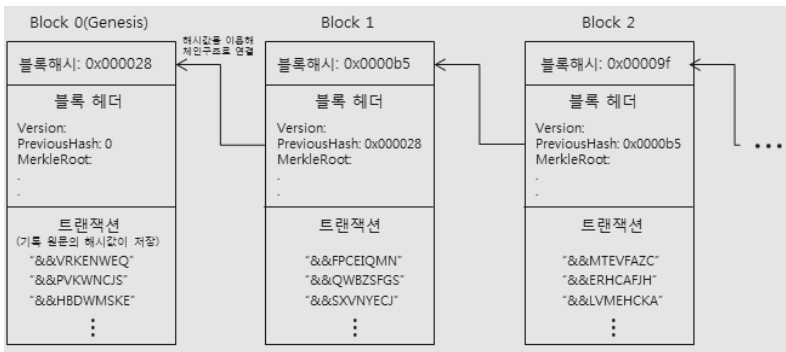 Block 0(Genesis)
블록해시: 0x000028
블록 헤더
Version:
PreviousHash: 0
MerkleRoot:
.
.
트랜잭션
(기록 원문의 해시값이 저장)
"&&VRKENWEQ"
"&&PVKWNCJS"
"&&HBDWMSKE"
해시값을 이용해
체인구조로 연결
Block 1
블록해시: 0x0000b5
블록 헤더
Version:
PreviousHash: 0x000028
MerkleRoot:
.
.
트랜잭션
"&&FPCEIQMN"
"&&QWBZSFGS"
"&&SXVNYECJ"
Block 2
블록해시: 0x00009f
블록 헤더
Version:
PreviousHash: 0x0000b5
MerkleRoot:
.
.
트랜잭션
"&&MTEVFAZC"
"&&ERHCAFJH"
"&&LVMEHCKA"